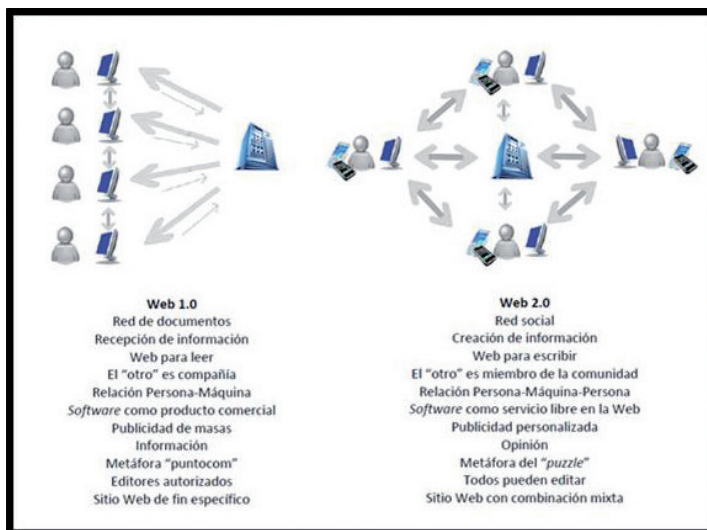 Web 1.0
Red de documentos
Recepción de información
Web para leer
El “otro” es compañía
Relación Persona-Máquina
Software como producto comercial
Publicidad de masas
Información
Metáfora “puntocom”
Editores autorizados
Sitio Web de fin específico
Web 2.0
Red social
Creación de información
Web para escribir
El “otro” es miembro de la comunidad
Relación Persona-Máquina-Persona
Software como servicio libre en la Web
Publicidad personalizada
Opinión
Metáfora del “puzzle”
Todos pueden editar
Sitio Web con combinación mixta